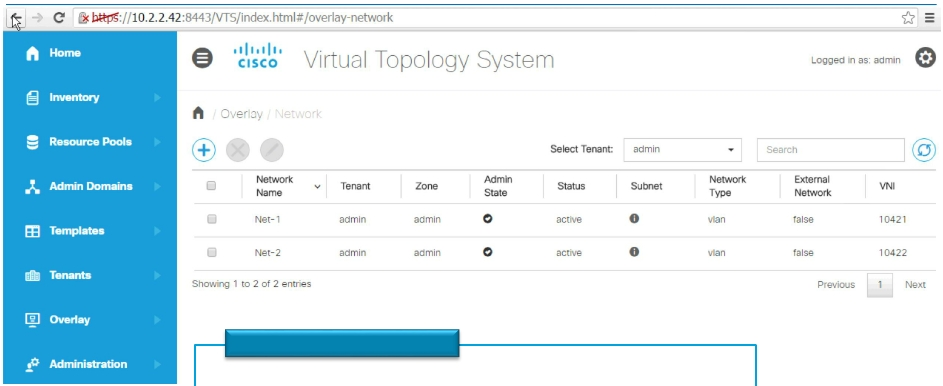 https://10.2.2.42:8443/VTS/index.html#/overlay-network
Home
Inventory
Resource Pools
Admin Domains
Templates
Tenants
Overlay
Administration
CISCO Virtual Topology System
Logged in as: admin
/ Overlay / Network
Select Tenant: admin Search
Network Name Tenant Zone Admin State Status Subnet Network Type External Network VNI
Net-1 admin admin active vlan false 10421
Net-2 admin admin active vlan false 10422
Showing 1 to 2 of 2 entries Previous 1 Next